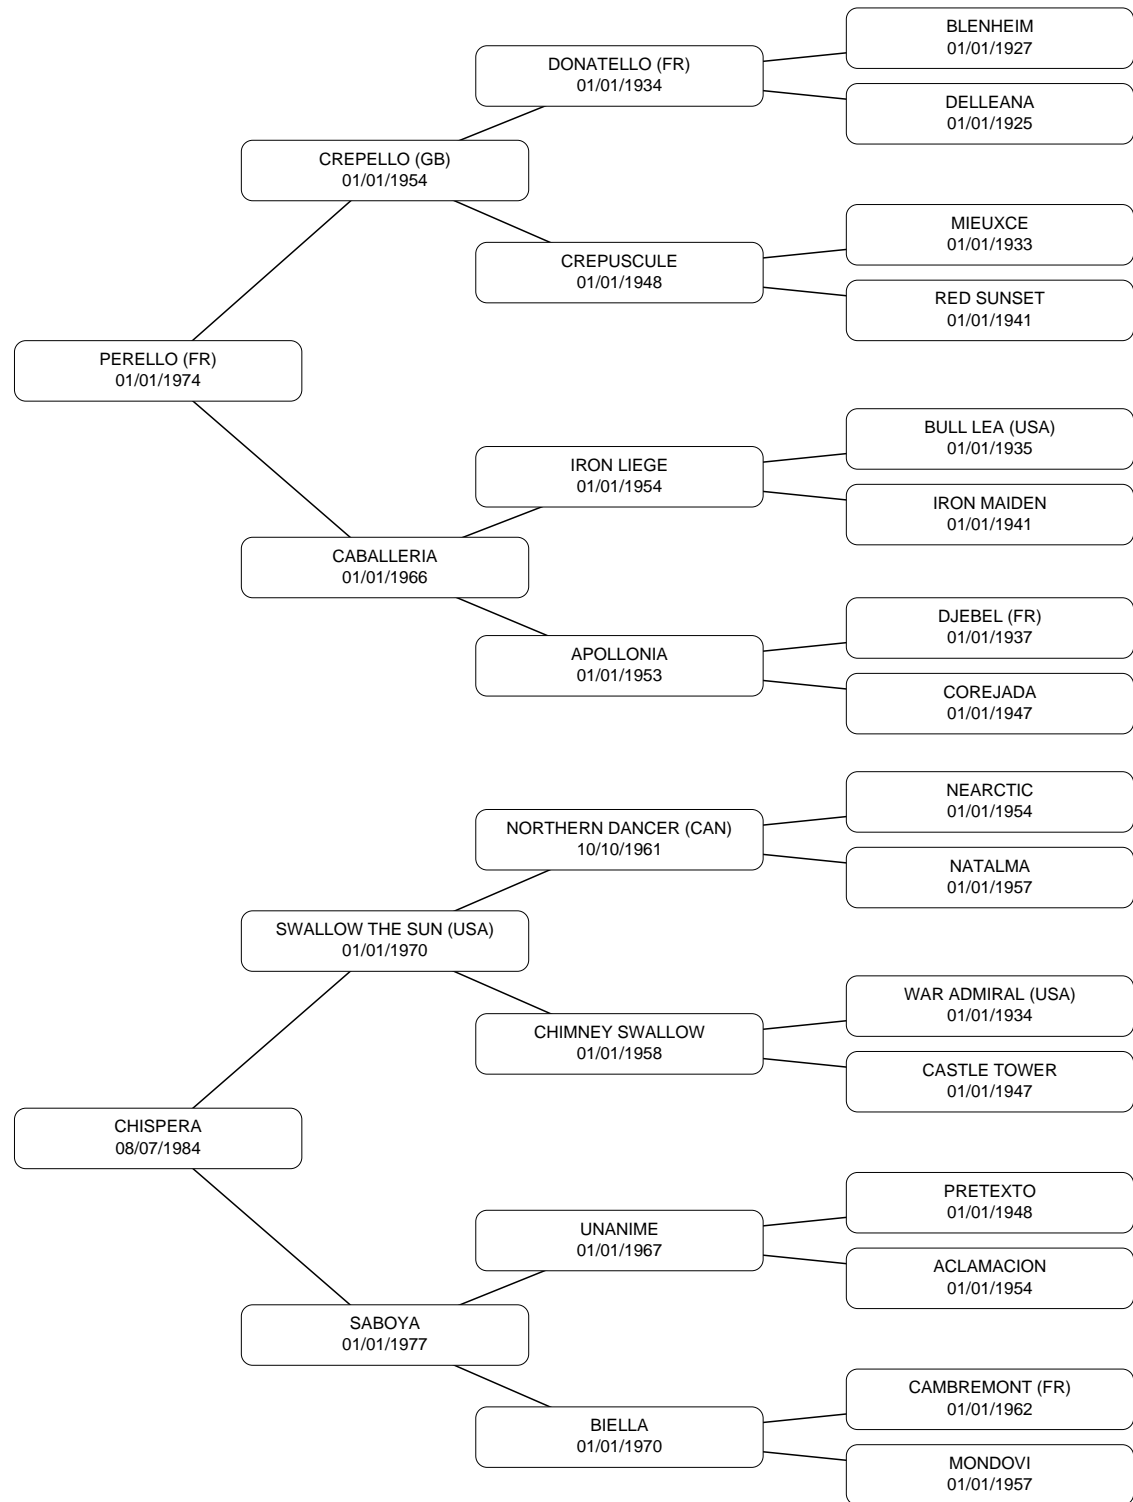 BLENHEIM
01/01/1927
DONATELLO (FR)
01/01/1934
DELLEANA
01/01/1925
CREPELLO (GB)
01/01/1954
MIEUXCE
01/01/1933
CREPUSCULE
01/01/1948
RED SUNSET
01/01/1941
PERELLO (FR)
01/01/1974
BULL LEA (USA)
01/01/1935
IRON LIEGE
01/01/1954
IRON MAIDEN
01/01/1941
CABALLERIA
01/01/1966
DJEBEL (FR)
01/01/1937
APOLLONIA
01/01/1953
COREJADA
01/01/1947
NEARCTIC
01/01/1954
NORTHERN DANCER (CAN)
10/10/1961
NATALMA
01/01/1957
SWALLOW THE SUN (USA)
01/01/1970
WAR ADMIRAL (USA)
01/01/1934
CHIMNEY SWALLOW
01/01/1958
CASTLE TOWER
01/01/1947
CHISPERA
08/07/1984
PRETEXTO
01/01/1948
UNANIME
01/01/1967
ACLAMACION
01/01/1954
SABOYA
01/01/1977
CAMBREMONT (FR)
01/01/1962
BIELLA
01/01/1970
MONDOVI
01/01/1957